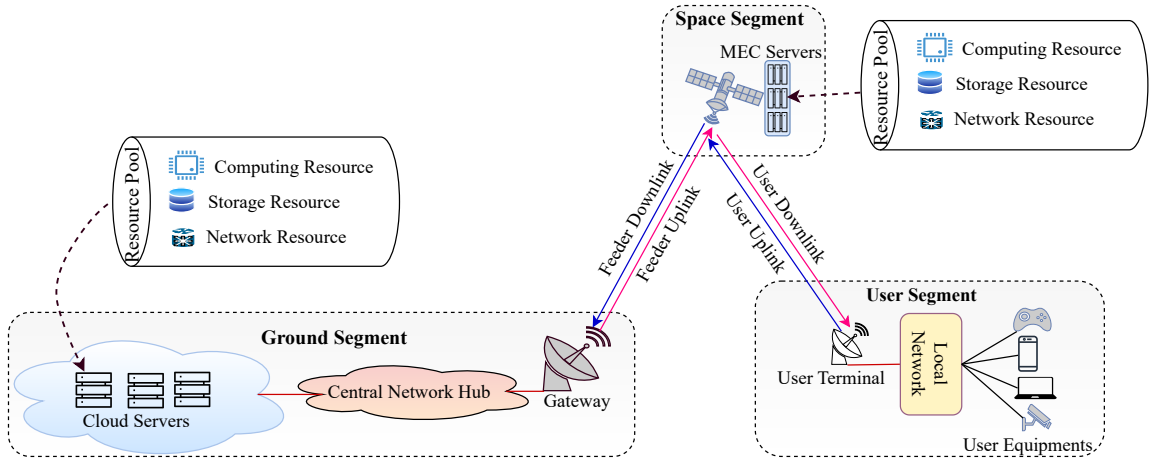 Space Segment
MEC Servers
Resource Pool
Computing Resource
Storage Resource
Network Resource
Resource Pool
Computing Resource
Storage Resource
Network Resource
Feeder Downlink
Feeder Uplink
User Downlink
User Uplink
Ground Segment
Cloud Servers
Central Network Hub
Gateway
User Segment
User Terminal
Local
Network
User Equipments